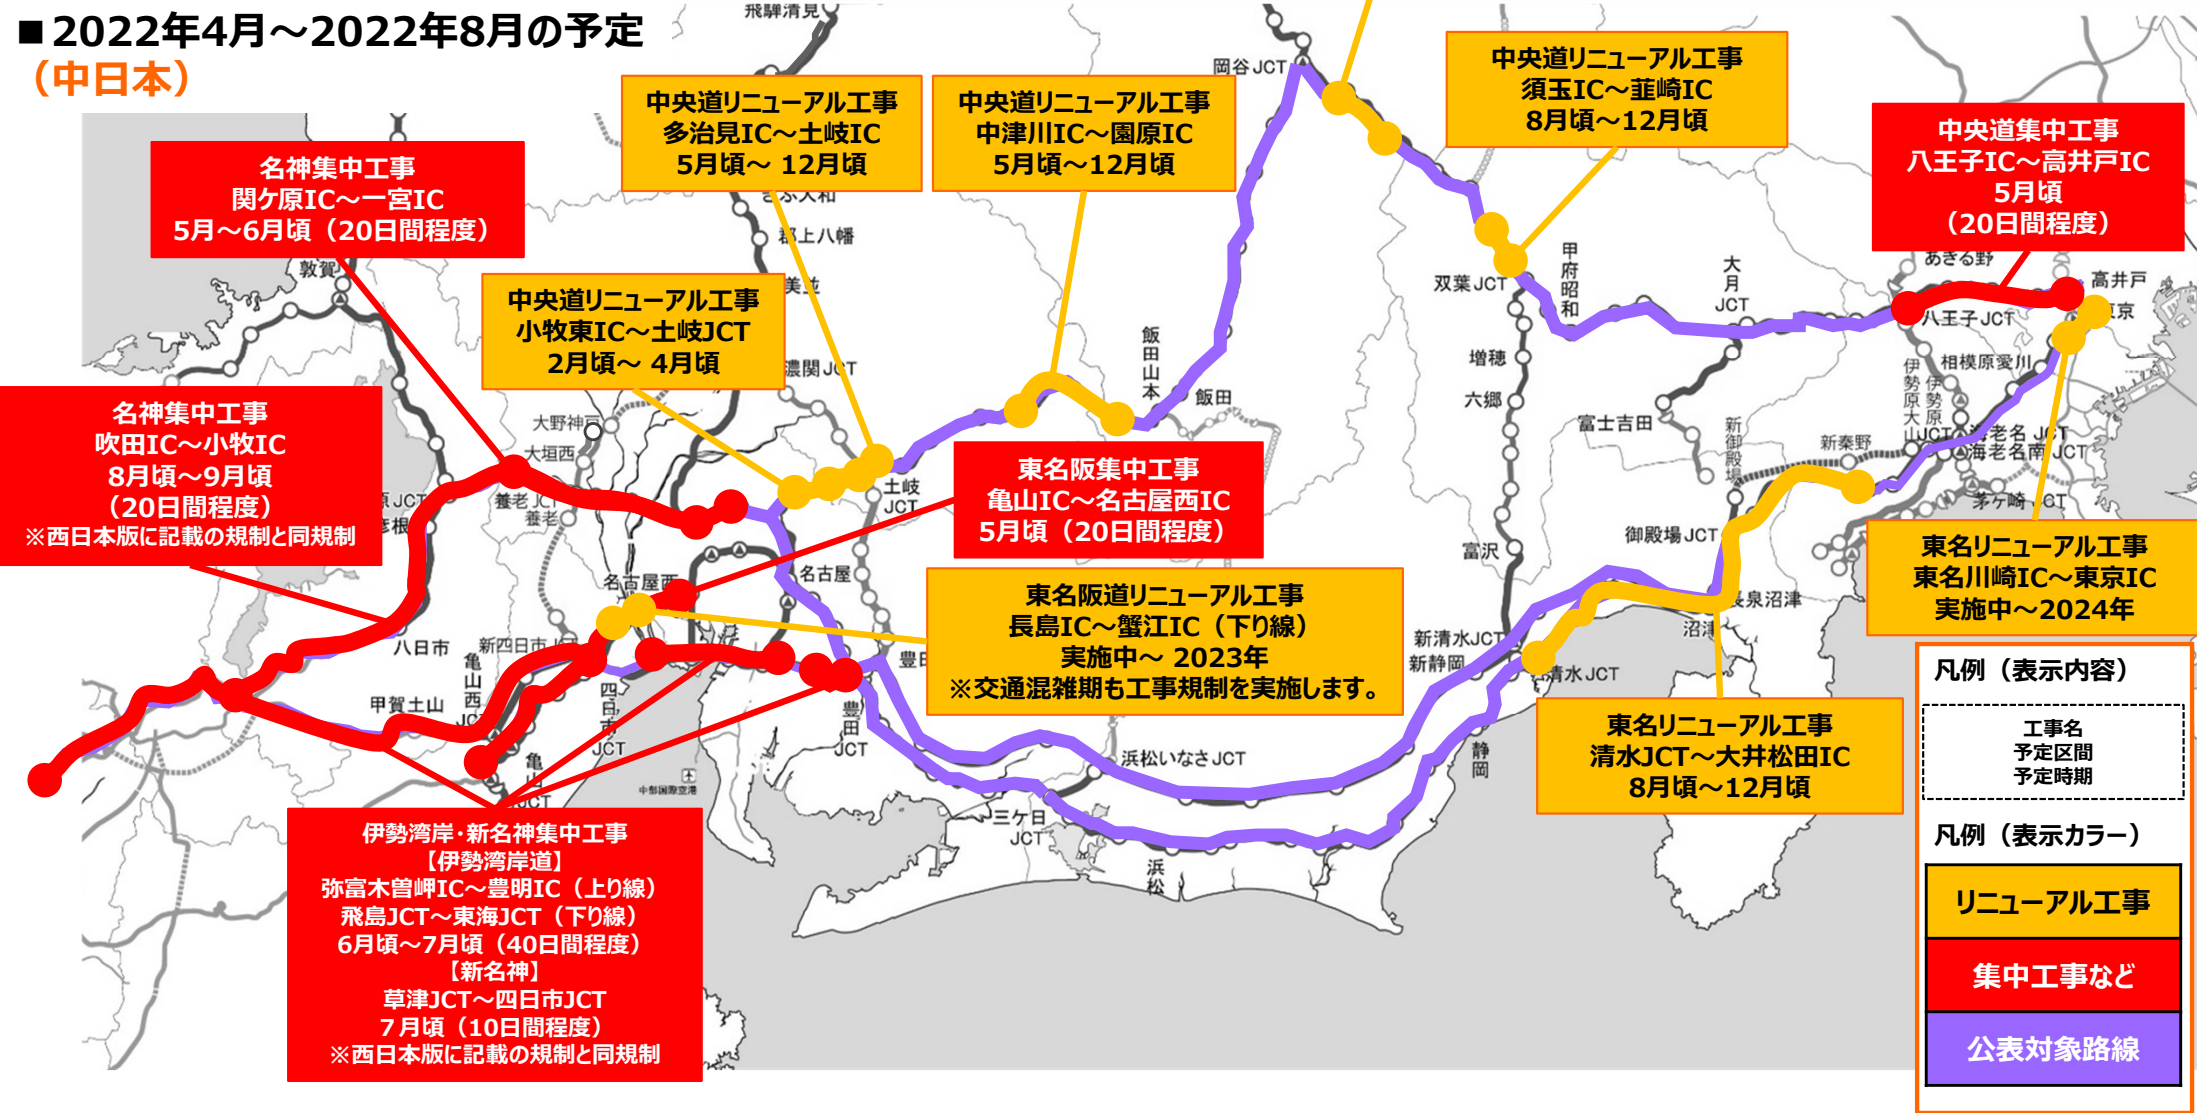 ■2022年4月～2022年8月の予定
（中日本）
飛騨清見
岡谷JCT
中央道リニューアル工事
須玉IC～韮崎IC
8月頃～12月頃
中央道リニューアル工事
多治見IC～土岐IC
5月頃～ 12月頃
中央道リニューアル工事
中津川IC～園原IC
5月頃～12月頃
中央道集中工事
八王子IC～高井戸IC
5月頃
（20日間程度）
名神集中工事
関ケ原IC～一宮IC
5月～6月頃（20日間程度）
ぎふ大和
郡上八幡
美並
敦賀
中央道リニューアル工事
小牧東IC～土岐JCT
2月頃～ 4月頃
濃関JCT
あきる野
高井戸
東京
八王子JCT
相模原愛川
双葉JCT
甲府昭和
大月JCT
増穂
六郷
富士吉田
飯田山本
飯田
伊勢原大山
伊勢原JCT
海老名 JCT
海老名南JCT
新秦野
新御殿場
茅ケ崎JCT
御殿場JCT
富沢
名神集中工事
吹田IC～小牧IC
8月頃～9月頃
（20日間程度）
※西日本版に記載の規制と同規制
大野神戸
大垣西
養老JCT
養老
原JCT
彦根
土岐
JCT
東名阪集中工事
亀山IC～名古屋西IC
5月頃（20日間程度）
名古屋西
名古屋
東名阪道リニューアル工事
長島IC～蟹江IC（下り線）
実施中～ 2023年
※交通混雑期も工事規制を実施します。
東名リニューアル工事
東名川崎IC～東京IC
実施中～2024年
長泉沼津
沼津
新清水JCT
新静岡
清水JCT
静岡
東名リニューアル工事
清水JCT～大井松田IC
8月頃～12月頃
八日市
新四日市JCT
亀山西
JCT
甲賀土山
四日市
JCT
亀山
JCT
豊田
JCT
中部国際空港
浜松いなさJCT
三ケ日
JCT
浜松
伊勢湾岸・新名神集中工事
【伊勢湾岸道】
弥富木曽岬IC～豊明IC（上り線）
飛島JCT～東海JCT（下り線）
6月頃～7月頃（40日間程度）
【新名神】
草津JCT～四日市JCT
７月頃（10日間程度）
※西日本版に記載の規制と同規制
凡例（表示内容）
工事名
予定区間
予定時期
凡例（表示カラー）
リニューアル工事
集中工事など
公表対象路線